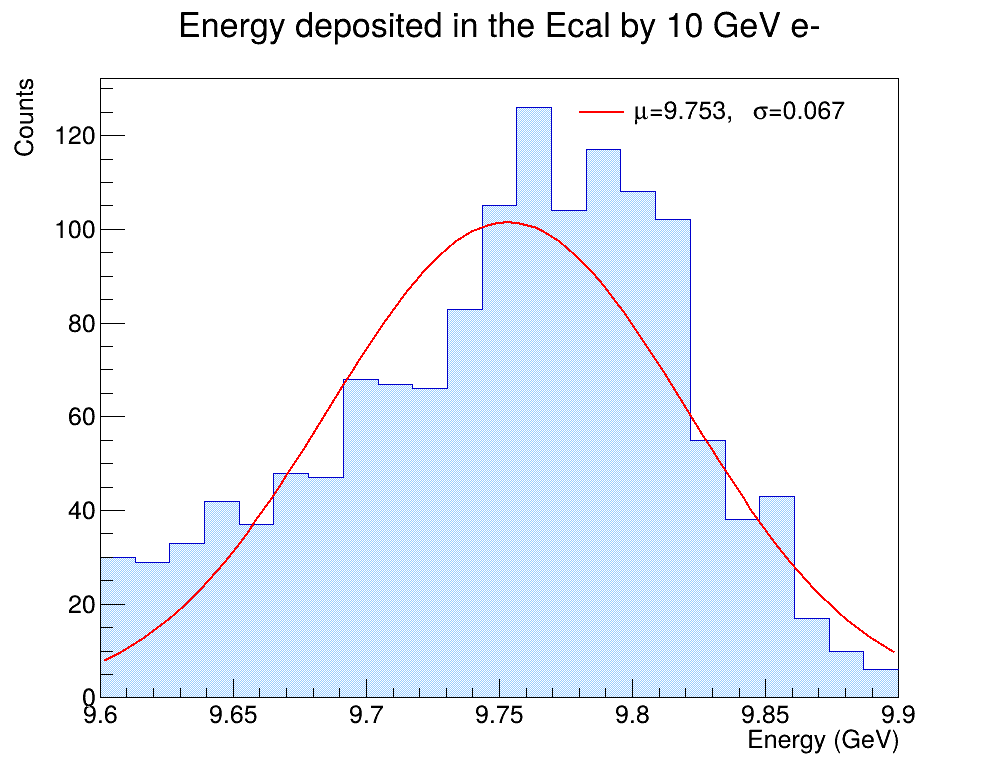 Energy deposited in the Ecal by 10 GeV e-
Counts
μ=9.753, σ=0.067
120
100
80
60
40
20
0
9.6 9.65 9.7 9.75 9.8 9.85 9.9
Energy (GeV)